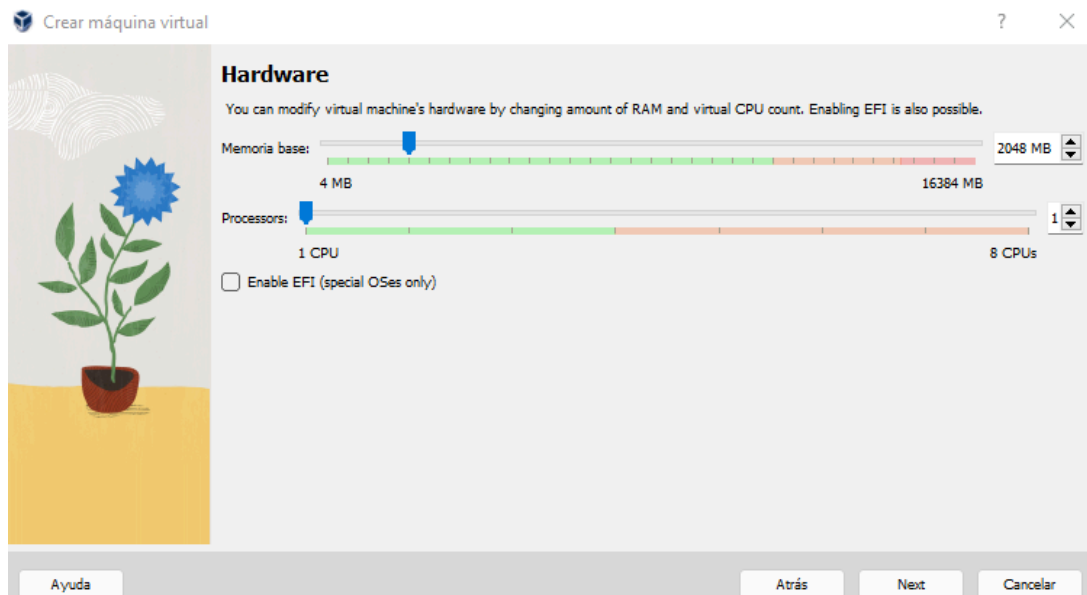 Crear máquina virtual
?
Hardware
You can modify virtual machine's hardware by changing amount of RAM and virtual CPU count. Enabling EFI is also possible.
Memoria base:
2048 MB
4 MB
16384 MB
Processors:
1
1 CPU
8 CPUs
Enable EFI (special OSes only)
Ayuda
Atrás
Next
Cancelar